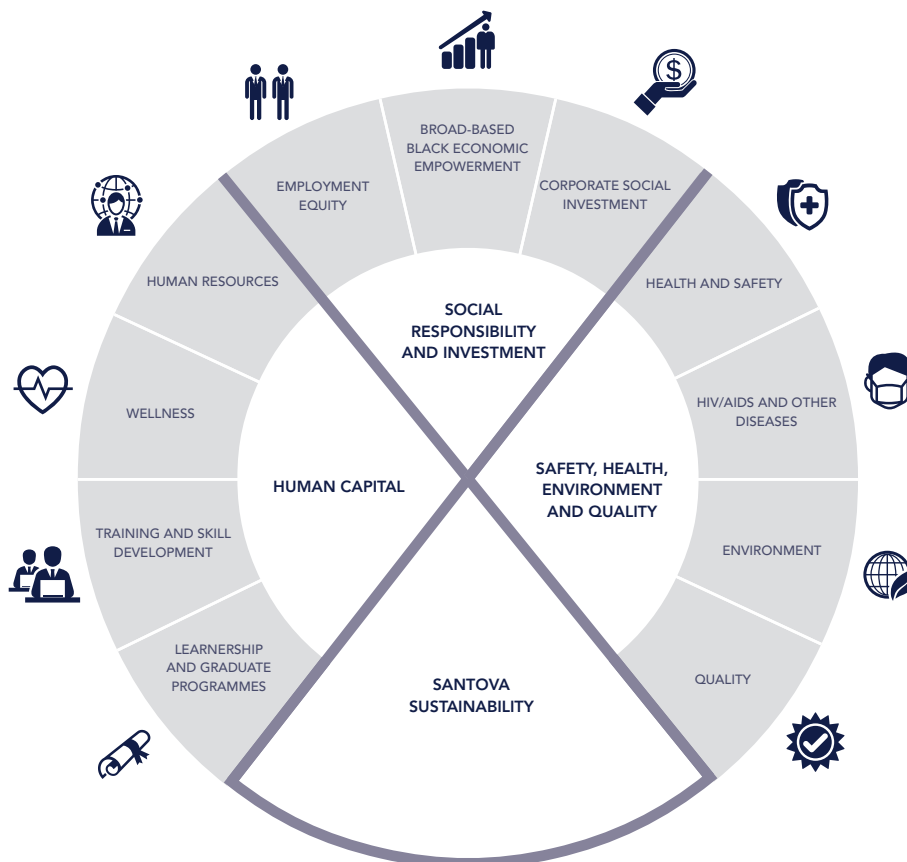 BROAD-BASED
BLACK ECONOMIC
EMPOWERMENT
EMPLOYMENT
EQUITY
CORPORATE SOCIAL
INVESTMENT
$
HUMAN RESOURCES
HEALTH AND SAFETY
SOCIAL
RESPONSIBILITY
AND INVESTMENT
WELLNESS
HIV/AIDS AND OTHER
DISEASES
HUMAN CAPITAL
SAFETY, HEALTH,
ENVIRONMENT
AND QUALITY
TRAINING AND SKILL
DEVELOPMENT
ENVIRONMENT
LEARNERSHIP
AND GRADUATE
PROGRAMMES
QUALITY
SANTOVA
SUSTAINABILITY